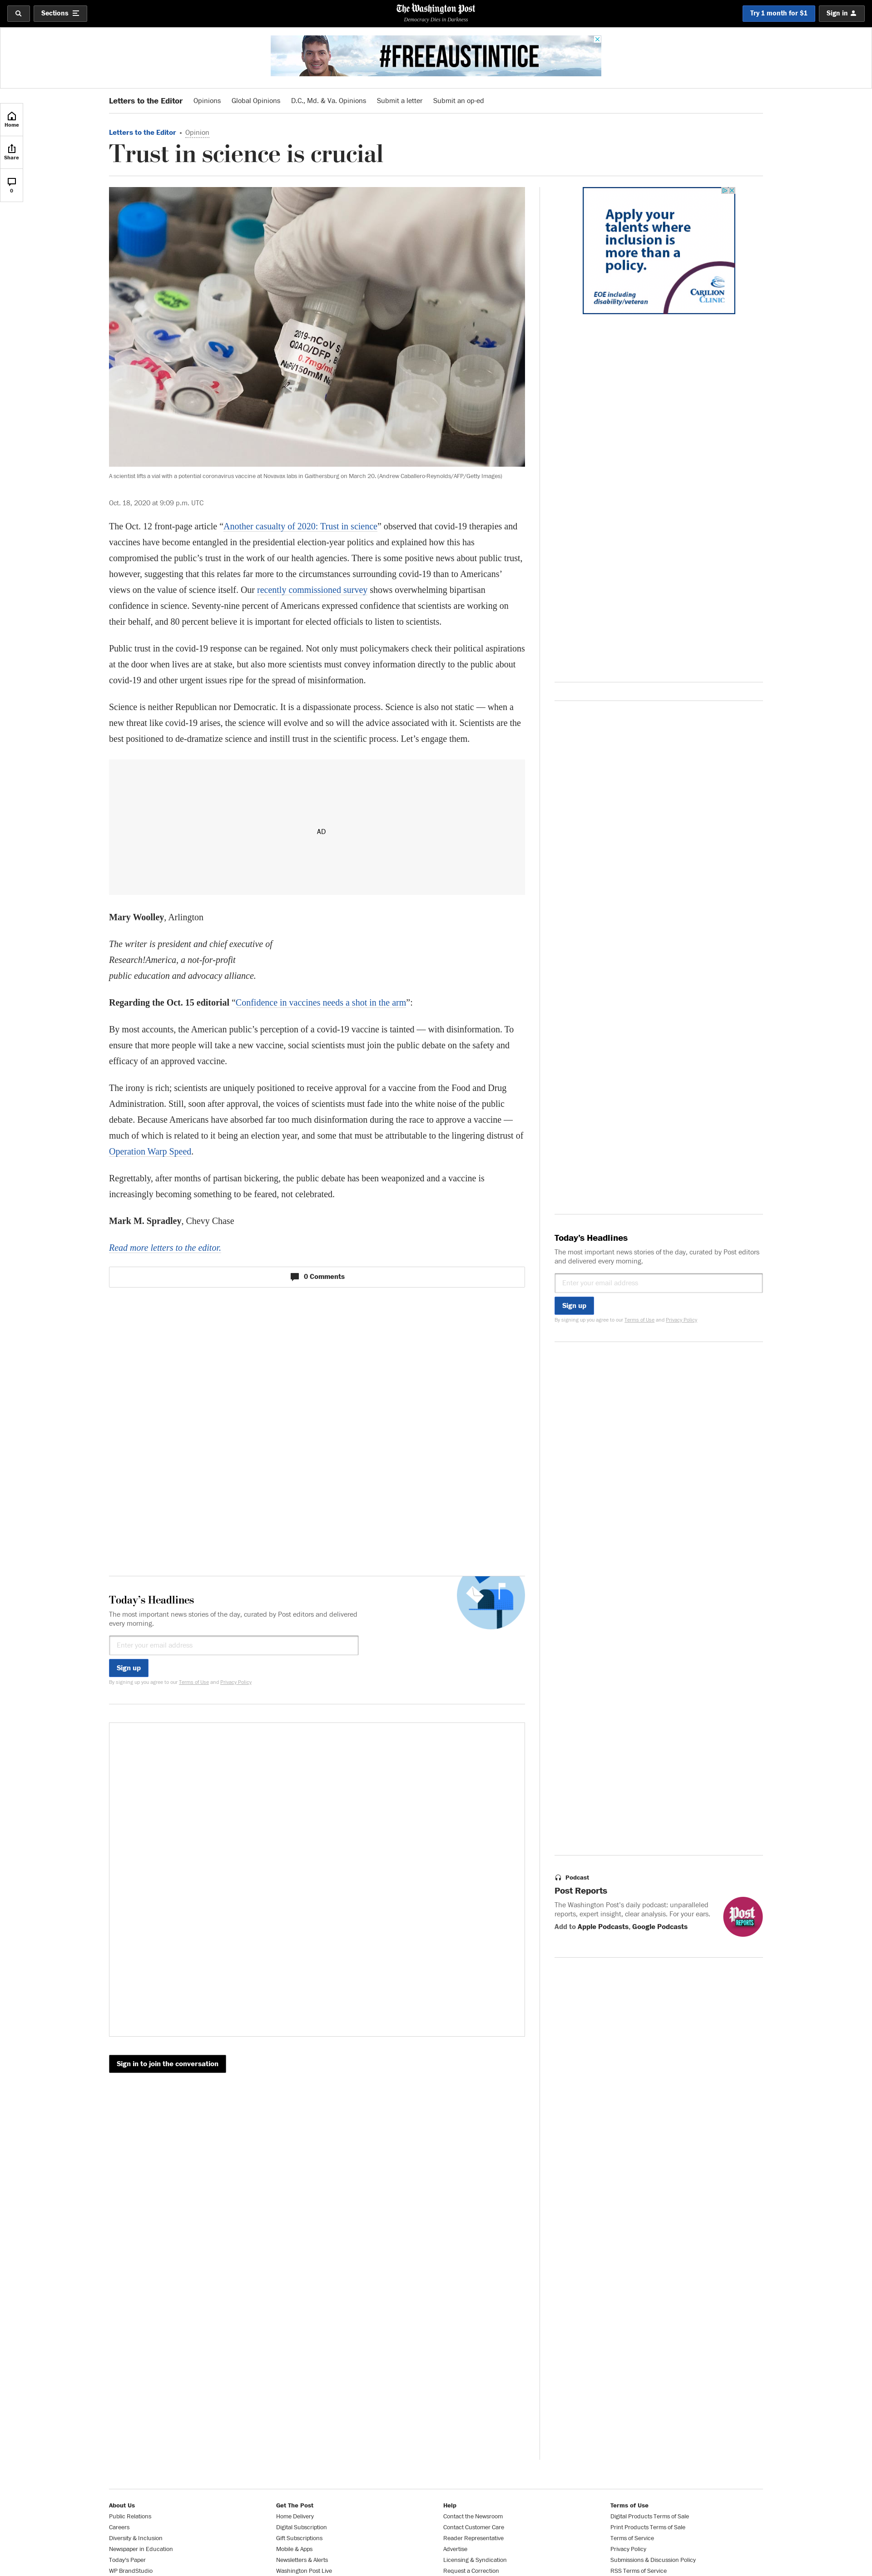 Sections
The Washington Post
Democracy Dies in Darkness
Try 1 month for $1
Sign in
#FREEAUSTINTICE
Home
Share
0
Letters to the Editor
Opinions
Global Opinions
D.C., Md. & Va. Opinions
Submit a letter
Submit an op-ed
Letters to the Editor • Opinion
Trust in science is crucial
2019-nCoV S
0.7mg/mL
A scientist lifts a vial with a potential coronavirus vaccine at Novavax labs in Gaithersburg on March 20. (Andrew Caballero-Reynolds/AFP/Getty Images)
Oct. 18, 2020 at 9:09 p.m. UTC
The Oct. 12 front-page article “Another casualty of 2020: Trust in science” observed that covid-19 therapies and
vaccines have become entangled in the presidential election-year politics and explained how this has
compromised the public’s trust in the work of our health agencies. There is some positive news about public trust,
however, suggesting that this relates far more to the circumstances surrounding covid-19 than to Americans’
views on the value of science itself. Our recently commissioned survey shows overwhelming bipartisan
confidence in science. Seventy-nine percent of Americans expressed confidence that scientists are working on
their behalf, and 80 percent believe it is important for elected officials to listen to scientists.
Public trust in the covid-19 response can be regained. Not only must policymakers check their political aspirations
at the door when lives are at stake, but also more scientists must convey information directly to the public about
covid-19 and other urgent issues ripe for the spread of misinformation.
Science is neither Republican nor Democratic. It is a dispassionate process. Science is also not static — when a
new threat like covid-19 arises, the science will evolve and so will the advice associated with it. Scientists are the
best positioned to de-dramatize science and instill trust in the scientific process. Let’s engage them.
AD
Mary Woolley, Arlington
The writer is president and chief executive of
Research!America, a not-for-profit
public education and advocacy alliance.
Regarding the Oct. 15 editorial “Confidence in vaccines needs a shot in the arm”:
By most accounts, the American public’s perception of a covid-19 vaccine is tainted — with disinformation. To
ensure that more people will take a new vaccine, social scientists must join the public debate on the safety and
efficacy of an approved vaccine.
The irony is rich; scientists are uniquely positioned to receive approval for a vaccine from the Food and Drug
Administration. Still, soon after approval, the voices of scientists must fade into the white noise of the public
debate. Because Americans have absorbed far too much disinformation during the race to approve a vaccine —
much of which is related to it being an election year, and some that must be attributable to the lingering distrust of
Operation Warp Speed.
Regrettably, after months of partisan bickering, the public debate has been weaponized and a vaccine is
increasingly becoming something to be feared, not celebrated.
Mark M. Spradley, Chevy Chase
Read more letters to the editor.
0 Comments
Today’s Headlines
The most important news stories of the day, curated by Post editors and delivered
every morning.
Enter your email address
Sign up
By signing up you agree to our Terms of Use and Privacy Policy
Sign in to join the conversation
Apply your
talents where
inclusion is
more than a
policy.
EOE including
disability/veteran
CARILION
CLINIC
Today’s Headlines
The most important news stories of the day, curated by Post editors
and delivered every morning.
Enter your email address
Sign up
By signing up you agree to our Terms of Use and Privacy Policy
Podcast
Post Reports
The Washington Post’s daily podcast: unparalleled
reports, expert insight, clear analysis. For your ears.
Add to Apple Podcasts, Google Podcasts
Post
REPORTS
About Us
Public Relations
Careers
Diversity & Inclusion
Newspaper in Education
Today’s Paper
WP BrandStudio
Get The Post
Home Delivery
Digital Subscription
Gift Subscriptions
Mobile & Apps
Newsletters & Alerts
Washington Post Live
Help
Contact the Newsroom
Contact Customer Care
Reader Representative
Advertise
Licensing & Syndication
Request a Correction
Terms of Use
Digital Products Terms of Sale
Print Products Terms of Sale
Terms of Service
Privacy Policy
Submissions & Discussion Policy
RSS Terms of Service